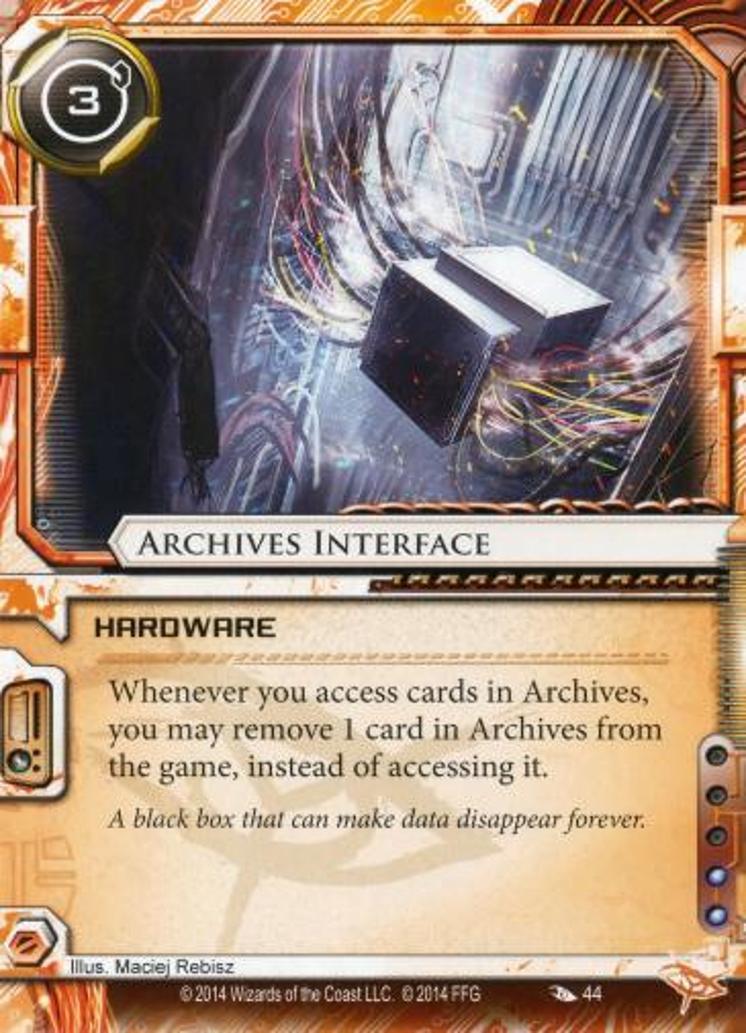 3
Archives Interface
HARDWARE
Whenever you access cards in Archives,
you may remove 1 card in Archives from
the game, instead of accessing it.
A black box that can make data disappear forever.
Illus. Maciej Rebisz
© 2014 Wizards of the Coast LLC. © 2014 FFG 44